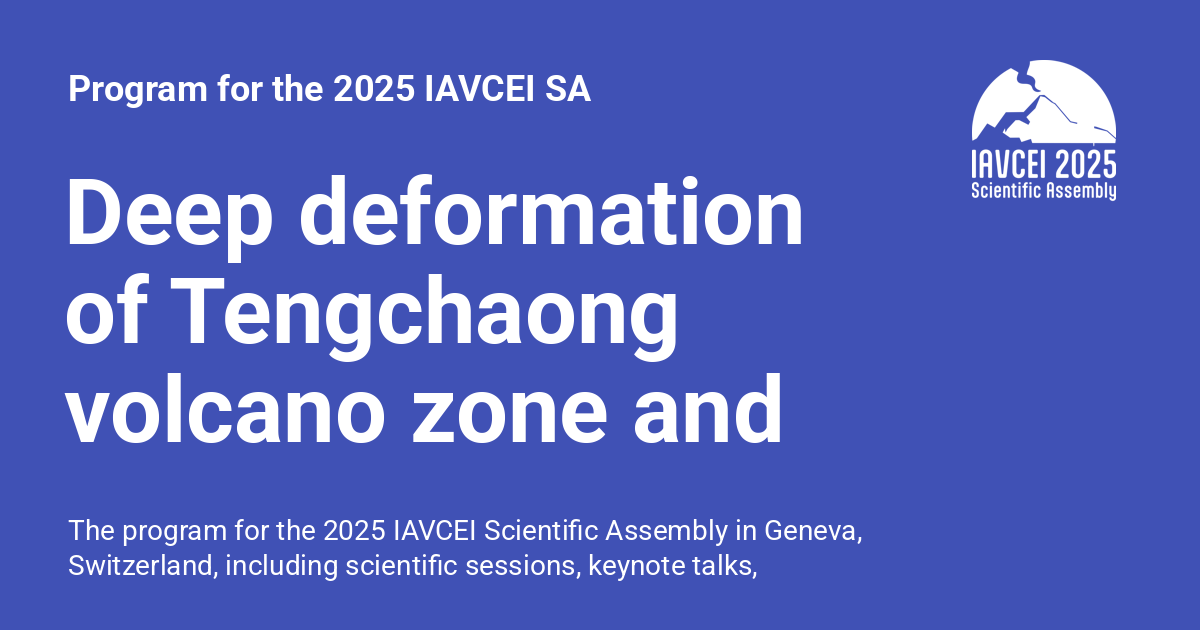 Program for the 2025 IAVCEI SA
IAVCEI 2025
Scientific Assembly
Deep deformation
of Tengchaong
volcano zone and
The program for the 2025 IAVCEI Scientific Assembly in Geneva,
Switzerland, including scientific sessions, keynote talks,